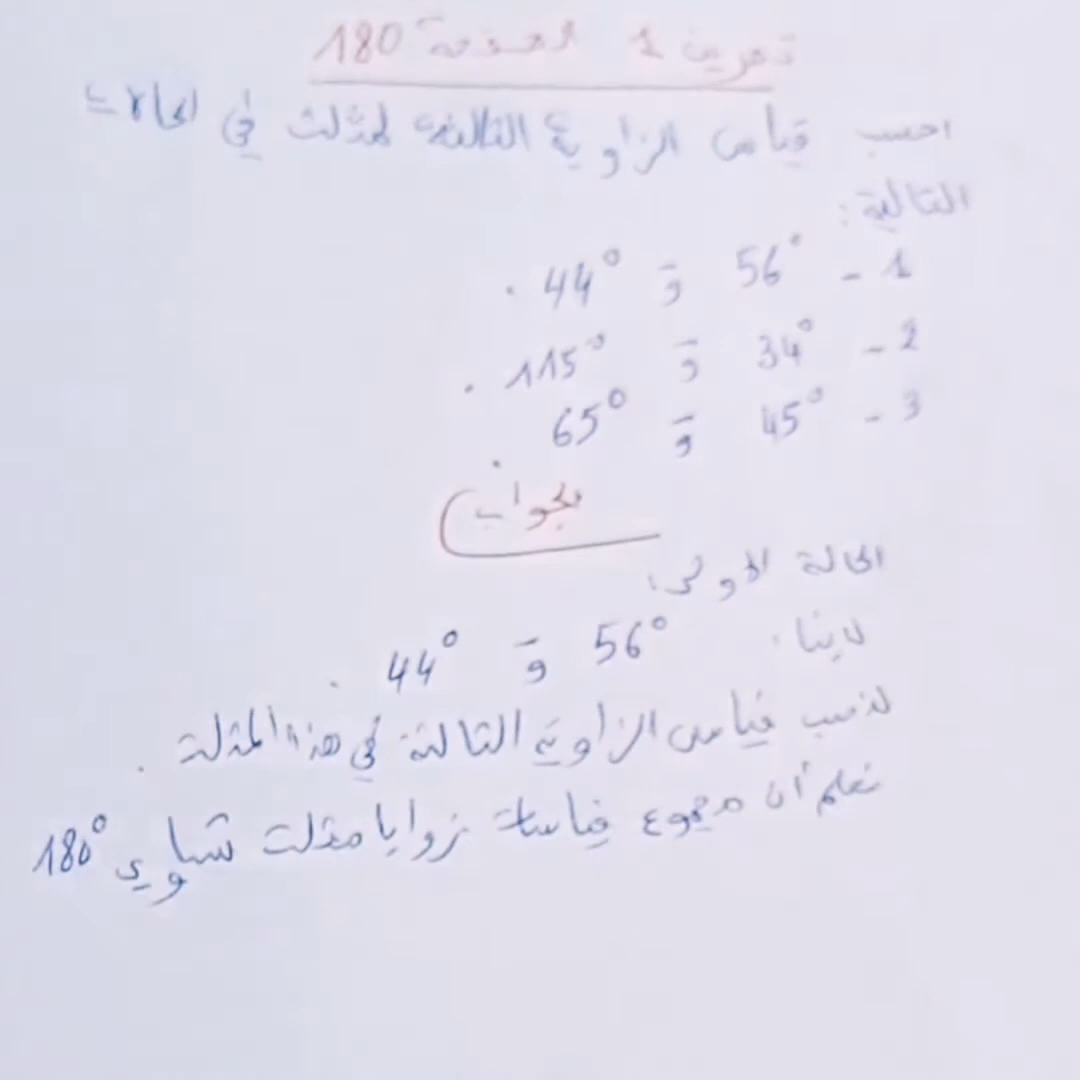 تمرين 1 الصفحة 180
احسب قياس الزاوية الثالثة لمثلث في الحالات
التالية:
1 - 56° و 44° .
2 - 34° و 115° .
3 - 45° و 65° .
الجواب
الحالة الأولى:
لدينا: 56° و 44° .
لنحسب قياس الزاوية الثالثة في هذا المثلث .
نعلم أن مجموع قياسات زوايا مثلث تساوي 180°